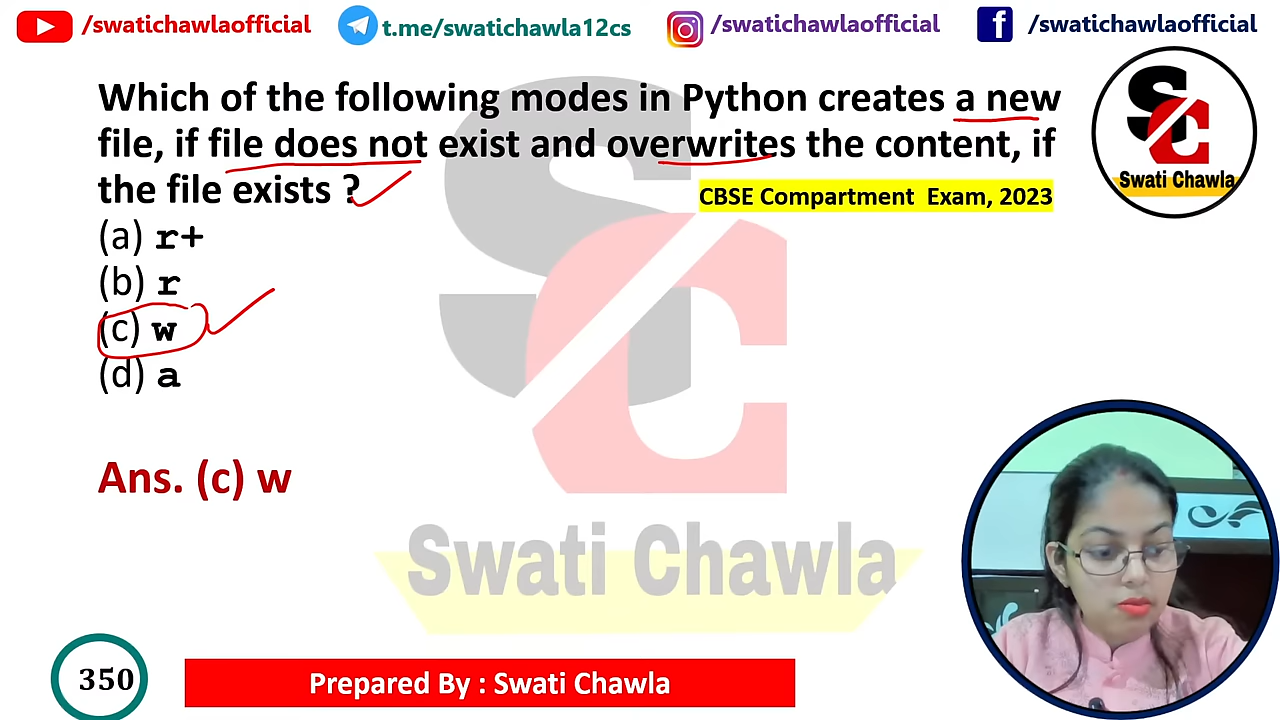 /swatichawlaofficial t.me/swatichawla12cs /swatichawlaofficial /swatichawlaofficial
Which of the following modes in Python creates a new
file, if file does not exist and overwrites the content, if
the file exists ?
CBSE Compartment Exam, 2023
SC
Swati Chawla
(a) r+
(b) r
(c) w
(d) a
Ans. (c) w
SC
Swati Chawla
350
Prepared By : Swati Chawla